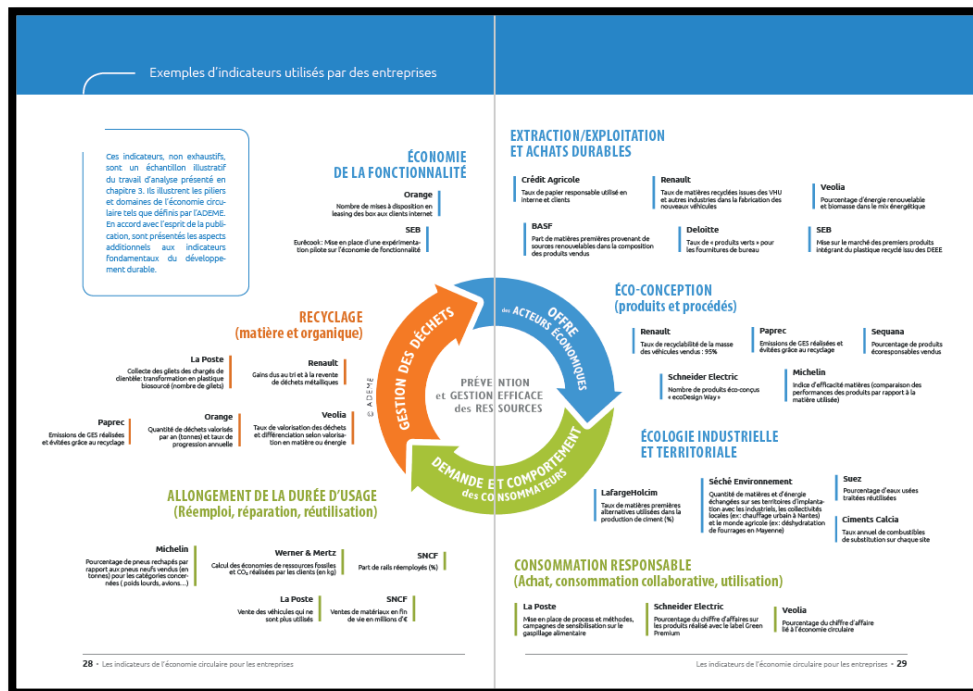 Exemples d'indicateurs utilisés par des entreprises
Ces indicateurs, non exhaustifs,
sont un échantillon illustratif
du travail d'analyse présenté en
chapitre 3. Ils illustrent les piliers
et domaines de l'économie circu-
laire tels que définis par l'ADEME.
En accord avec l'esprit de la publi-
cation, sont présentés les aspects
additionnels aux indicateurs
fondamentaux du développe-
ment durable.
ÉCONOMIE
DE LA FONCTIONNALITÉ
Orange
Nombre de mises à disposition en
leasing des box aux clients internet
SEB
Eurêcook : Mise en place d'une expérimenta-
tion pilote sur l'économie de fonctionnalité
RECYCLAGE
(matière et organique)
La Poste
Collecte des gilets des chargés de
clientèle: transformation en plastique
biosourcé (nombre de gilets)
Renault
Gains dus au tri et à la revente
de déchets métalliques
Paprec
Emissions de GES réalisées
et évitées grâce au recyclage
Orange
Quantité de déchets valorisés
par an (tonnes) et taux de
progression annuelle
Veolia
Taux de valorisation des déchets
et différenciation selon valorisa-
tion en matière ou énergie
ALLONGEMENT DE LA DURÉE D'USAGE
(Réemploi, réparation, réutilisation)
Michelin
Pourcentage de pneus rechapés par
rapport aux pneus neufs vendus (en
tonnes) pour les catégories concer-
nées ( poids lourds, avions...)
Werner & Mertz
Calcul des économies de ressources fossiles
et CO₂ réalisées par les clients (en kg)
SNCF
Part de rails réemployés (%)
La Poste
Vente des véhicules qui ne
sont plus utilisés
SNCF
Ventes de matériaux en fin
de vie en millions d'€
28 • Les indicateurs de l'économie circulaire pour les entreprises
© ADEME
GESTION DES DÉCHETS
OFFRE
des ACTEURS ÉCONOMIQUES
DEMANDE ET COMPORTEMENT
des CONSOMMATEURS
PRÉVENTION
et GESTION EFFICACE
des RESSOURCES
EXTRACTION/EXPLOITATION
ET ACHATS DURABLES
Crédit Agricole
Taux de papier responsable utilisé en
interne et clients
Renault
Taux de matières recyclées issues des VHU
et autres industries dans la fabrication des
nouveaux véhicules
Veolia
Pourcentage d'énergie renouvelable
et biomasse dans le mix énergétique
BASF
Part de matières premières provenant de
sources renouvelables dans la composition
des produits vendus
Deloitte
Taux de « produits verts » pour
les fournitures de bureau
SEB
Mise sur le marché des premiers produits
intégrant du plastique recyclé issu des DEEE
ÉCO-CONCEPTION
(produits et procédés)
Renault
Taux de recyclabilité de la masse
des véhicules vendus : 95%
Paprec
Emissions de GES réalisées et
évitées grâce au recyclage
Sequana
Pourcentage de produits
écoresponsables vendus
Schneider Electric
Nombre de produits éco-conçus
« ecoDesign Way »
Michelin
Indice d'efficacité matières (comparaison des
performances des produits par rapport à la
matière utilisée)
ÉCOLOGIE INDUSTRIELLE
ET TERRITORIALE
LafargeHolcim
Taux de matières premières
alternatives utilisées dans la
production de ciment (%)
Séché Environnement
Quantité de matières et d'énergie
échangées sur ses territoires d'implanta-
tion avec les industriels, les collectivités
locales (ex : chauffage urbain à Nantes)
et le monde agricole (ex : déshydratation
de fourrages en Mayenne)
Suez
Pourcentage d'eaux usées
traitées réutilisées
Ciments Calcia
Taux annuel de combustibles
de substitution sur chaque site
CONSOMMATION RESPONSABLE
(Achat, consommation collaborative, utilisation)
La Poste
Mise en place de process et méthodes,
campagnes de sensibilisation sur le
gaspillage alimentaire
Schneider Electric
Pourcentage du chiffre d'affaires sur
les produits réalisé avec le label Green
Premium
Veolia
Pourcentage du chiffre d'affaire
lié à l'économie circulaire
Les indicateurs de l'économie circulaire pour les entreprises • 29